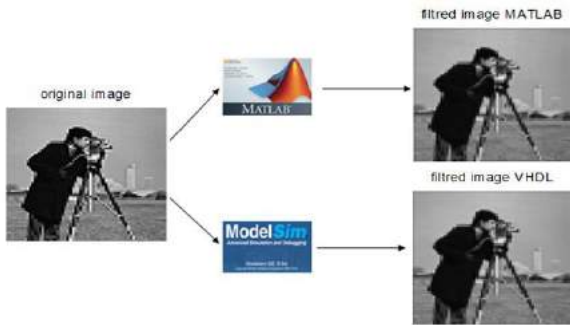 filtred image MATLAB
original image
MATLAB
filtred image VHDL
ModelSim
Advanced Simulation and Debugging